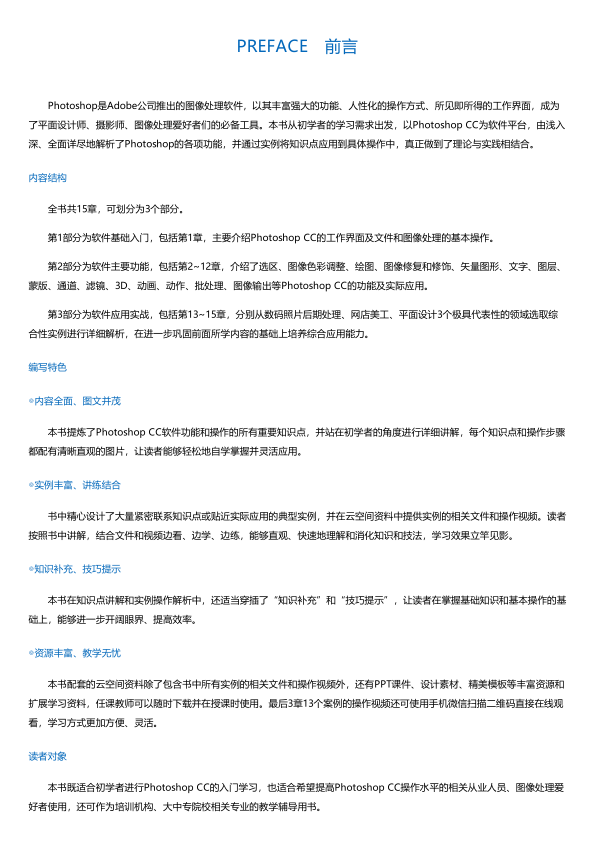 PREFACE 前言
Photoshop是Adobe公司推出的图像处理软件，以其丰富强大的功能、人性化的操作方式、所见即所得的工作界面，成为
了平面设计师、摄影师、图像处理爱好者们的必备工具。本书从初学者的学习需求出发，以Photoshop CC为软件平台，由浅入
深、全面详尽地解析了Photoshop的各项功能，并通过实例将知识点应用到具体操作中，真正做到了理论与实践相结合。
内容结构
全书共15章，可划分为3个部分。
第1部分为软件基础入门，包括第1章，主要介绍Photoshop CC的工作界面及文件和图像处理的基本操作。
第2部分为软件主要功能，包括第2~12章，介绍了选区、图像色彩调整、绘图、图像修复和修饰、矢量图形、文字、图层、
蒙版、通道、滤镜、3D、动画、动作、批处理、图像输出等Photoshop CC的功能及实际应用。
第3部分为软件应用实战，包括第13~15章，分别从数码照片后期处理、网店美工、平面设计3个极具代表性的领域选取综
合性实例进行详细解析，在进一步巩固前面所学内容的基础上培养综合应用能力。
编写特色
◎内容全面、图文并茂
本书提炼了Photoshop CC软件功能和操作的所有重要知识点，并站在初学者的角度进行详细讲解，每个知识点和操作步骤
都配有清晰直观的图片，让读者能够轻松地自学掌握并灵活应用。
◎实例丰富、讲练结合
书中精心设计了大量紧密联系知识点或贴近实际应用的典型实例，并在云空间资料中提供实例的相关文件和操作视频。读者
按照书中讲解，结合文件和视频边看、边学、边练，能够直观、快速地理解和消化知识和技法，学习效果立竿见影。
◎知识补充、技巧提示
本书在知识点讲解和实例操作解析中，还适当穿插了“知识补充”和“技巧提示”，让读者在掌握基础知识和基本操作的基
础上，能够进一步开阔眼界、提高效率。
◎资源丰富、教学无忧
本书配套的云空间资料除了包含书中所有实例的相关文件和操作视频外，还有PPT课件、设计素材、精美模板等丰富资源和
扩展学习资料，任课教师可以随时下载并在授课时使用。最后3章13个案例的操作视频还可使用手机微信扫描二维码直接在线观
看，学习方式更加方便、灵活。
读者对象
本书既适合初学者进行Photoshop CC的入门学习，也适合希望提高Photoshop CC操作水平的相关从业人员、图像处理爱
好者使用，还可作为培训机构、大中专院校相关专业的教学辅导用书。